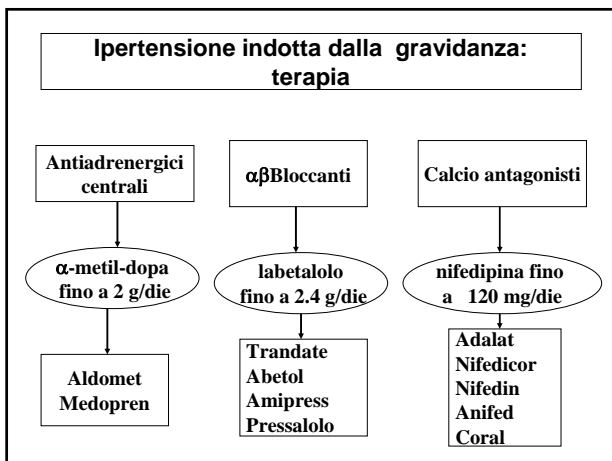 Ipertensione indotta dalla gravidanza:
terapia
Antiadrenergici
centrali
αβBloccanti
Calcio antagonisti
α-metil-dopa
fino a 2 g/die
labetalolo
fino a 2.4 g/die
nifedipina fino
a 120 mg/die
Aldomet
Medopren
Trandate
Abetol
Amipress
Pressalolo
Adalat
Nifedicor
Nifedin
Anifed
Coral